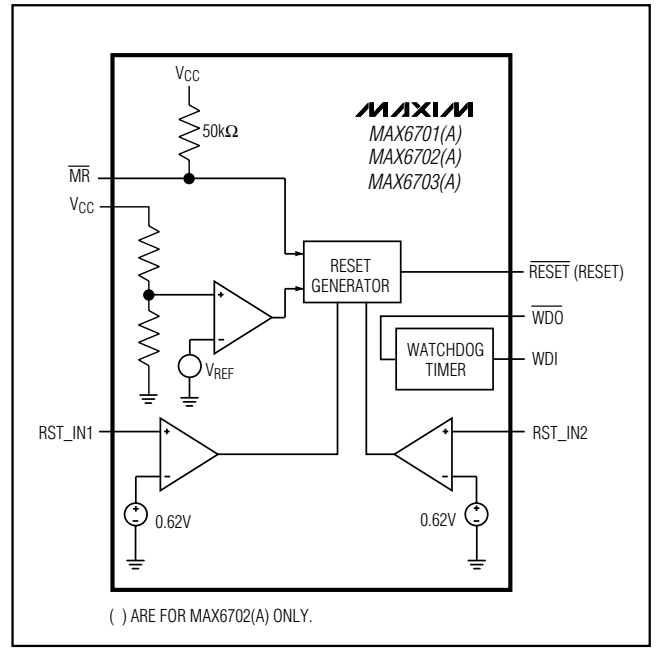 VCC
50kΩ
MAXIM
MAX6701(A)
MAX6702(A)
MAX6703(A)
MR
VCC
RESET
GENERATOR
RESET (RESET)
WDO
WATCHDOG
TIMER
WDI
+
−
VREF
RST_IN1
+
−
+
−
0.62V
RST_IN2
+
−
+
−
0.62V
( ) ARE FOR MAX6702(A) ONLY.